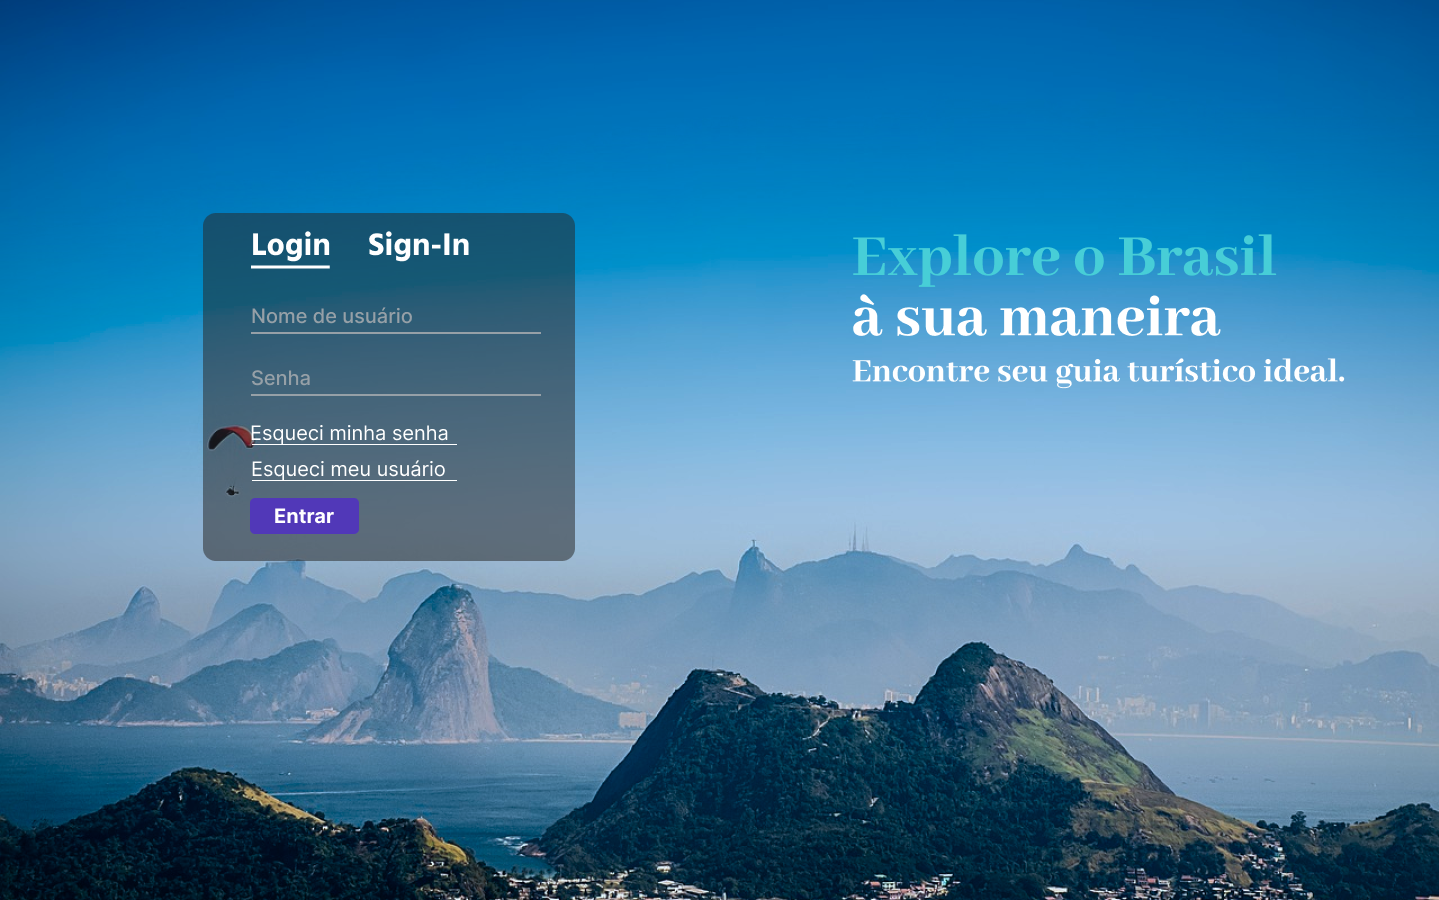 Login Sign-In
Nome de usuário
Senha
Esqueci minha senha
Esqueci meu usuário
Entrar
Explore o Brasil
à sua maneira
Encontre seu guia turístico ideal.